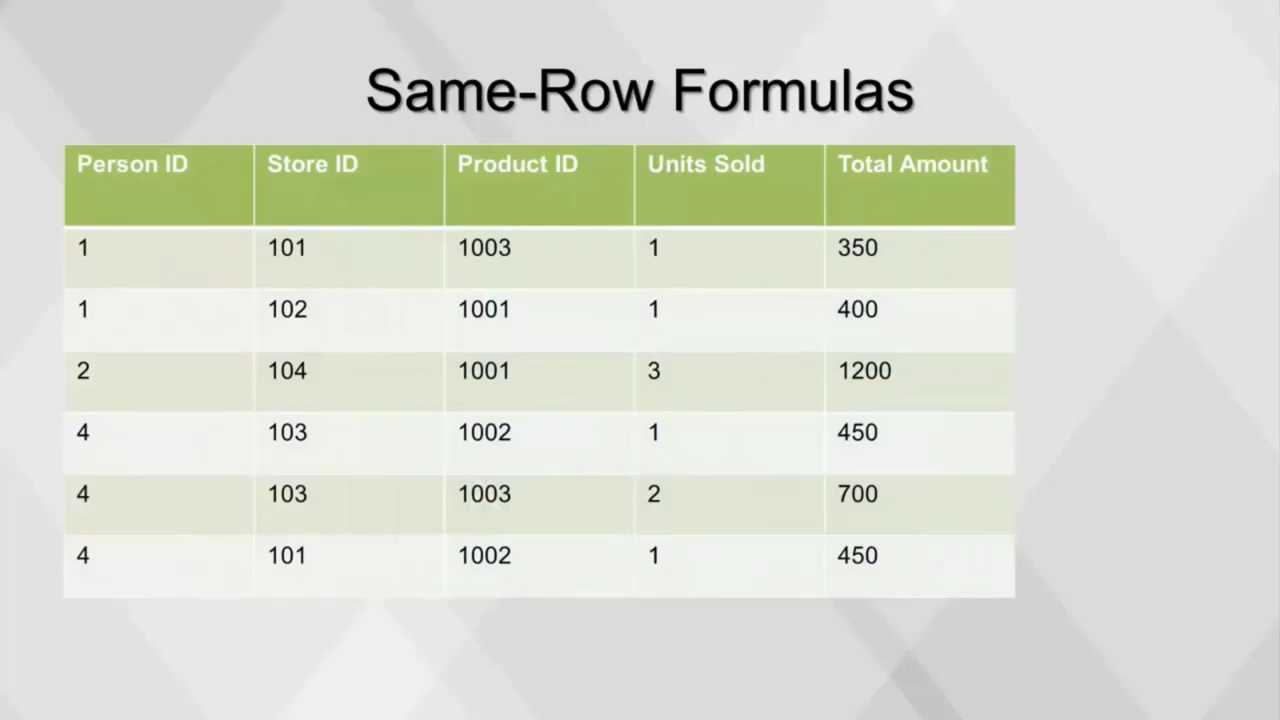 Same-Row Formulas
Person ID Store ID Product ID Units Sold Total Amount
1 101 1003 1 350
1 102 1001 1 400
2 104 1001 3 1200
4 103 1002 1 450
4 103 1003 2 700
4 101 1002 1 450